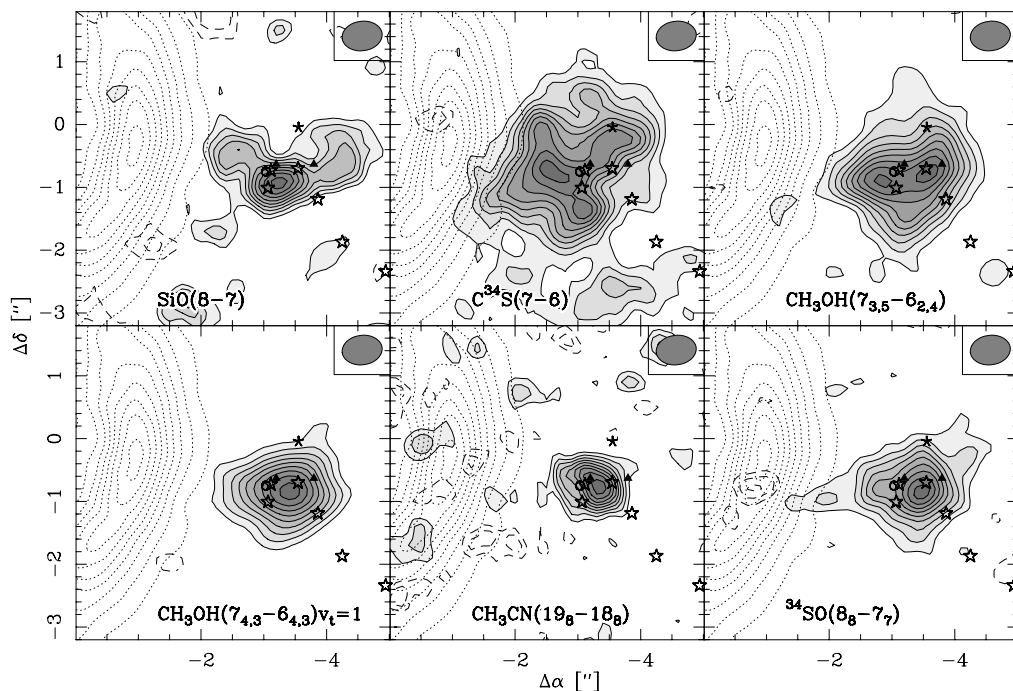 1
0
−1
−2
−3
SiO(8−7)
C³⁴S(7−6)
CH₃OH(7₃,₅−6₂,₄)
Δδ ["]
1
0
−1
−2
−3
CH₃OH(7₄,₃−6₄,₃)vₜ=1
CH₃CN(19₈−18₈)
³⁴SO(8₈−7₇)
−2 −4 −2 −4 −2 −4
Δα ["]